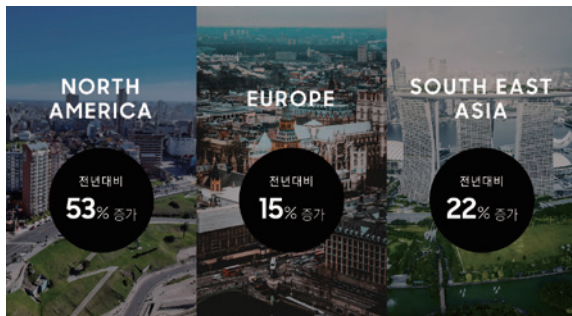 NORTH
AMERICA
전년대비
53% 증가
EUROPE
전년대비
15% 증가
SOUTH EAST
ASIA
전년대비
22% 증가